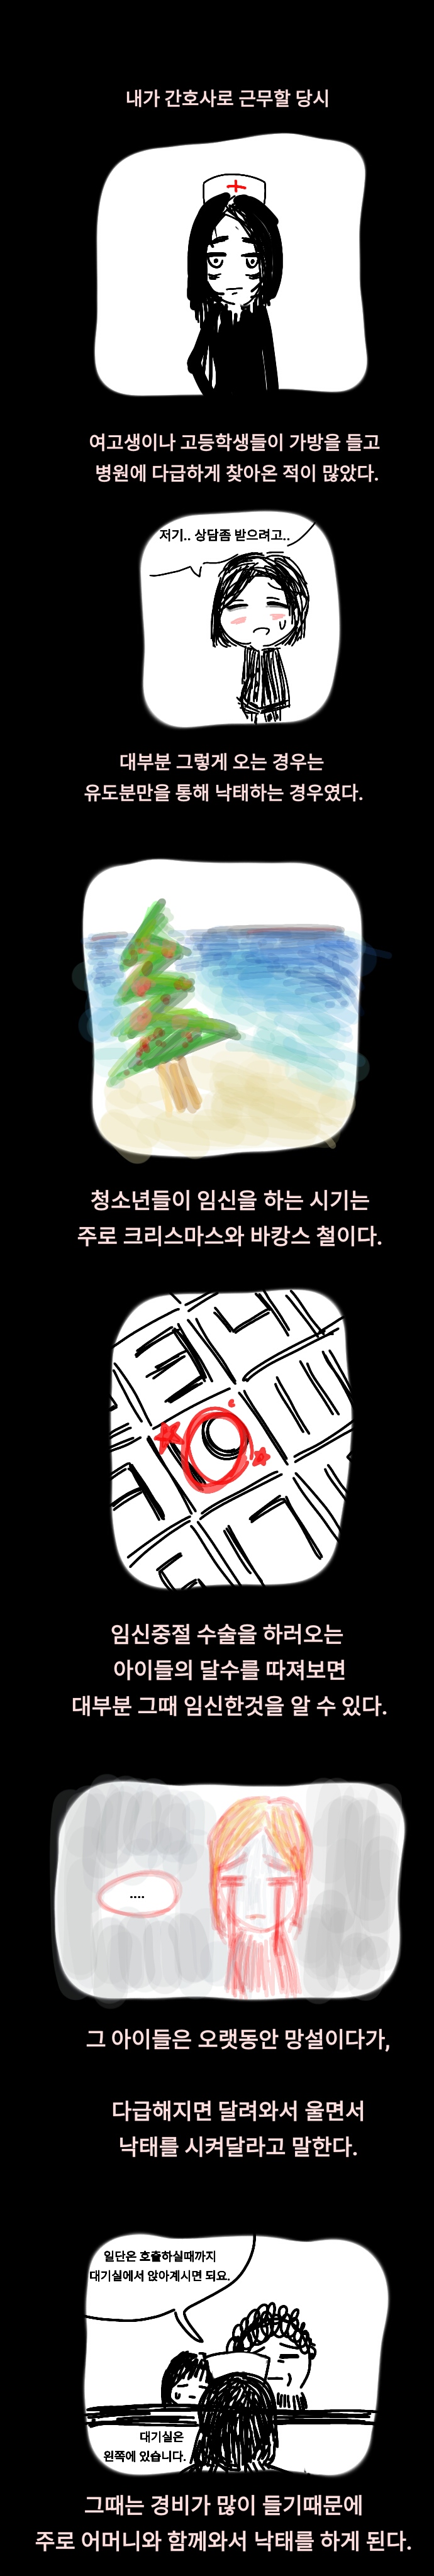 내가 간호사로 근무할 당시
여고생이나 고등학생들이 가방을 들고
병원에 다급하게 찾아온 적이 많았다.
저기.. 상담좀 받으려고..
대부분 그렇게 오는 경우는
유도분만을 통해 낙태하는 경우였다.
청소년들이 임신을 하는 시기는
주로 크리스마스와 바캉스 철이다.
임신중절 수술을 하러오는
아이들의 달수를 따져보면
대부분 그때 임신한것을 알 수 있다.
....
그 아이들은 오랫동안 망설이다가,
다급해지면 달려와서 울면서
낙태를 시켜달라고 말한다.
일단은 호출하실때까지
대기실에서 앉아계시면 되요.
대기실은
왼쪽에 있습니다.
그때는 경비가 많이 들기때문에
주로 어머니와 함께와서 낙태를 하게 된다.